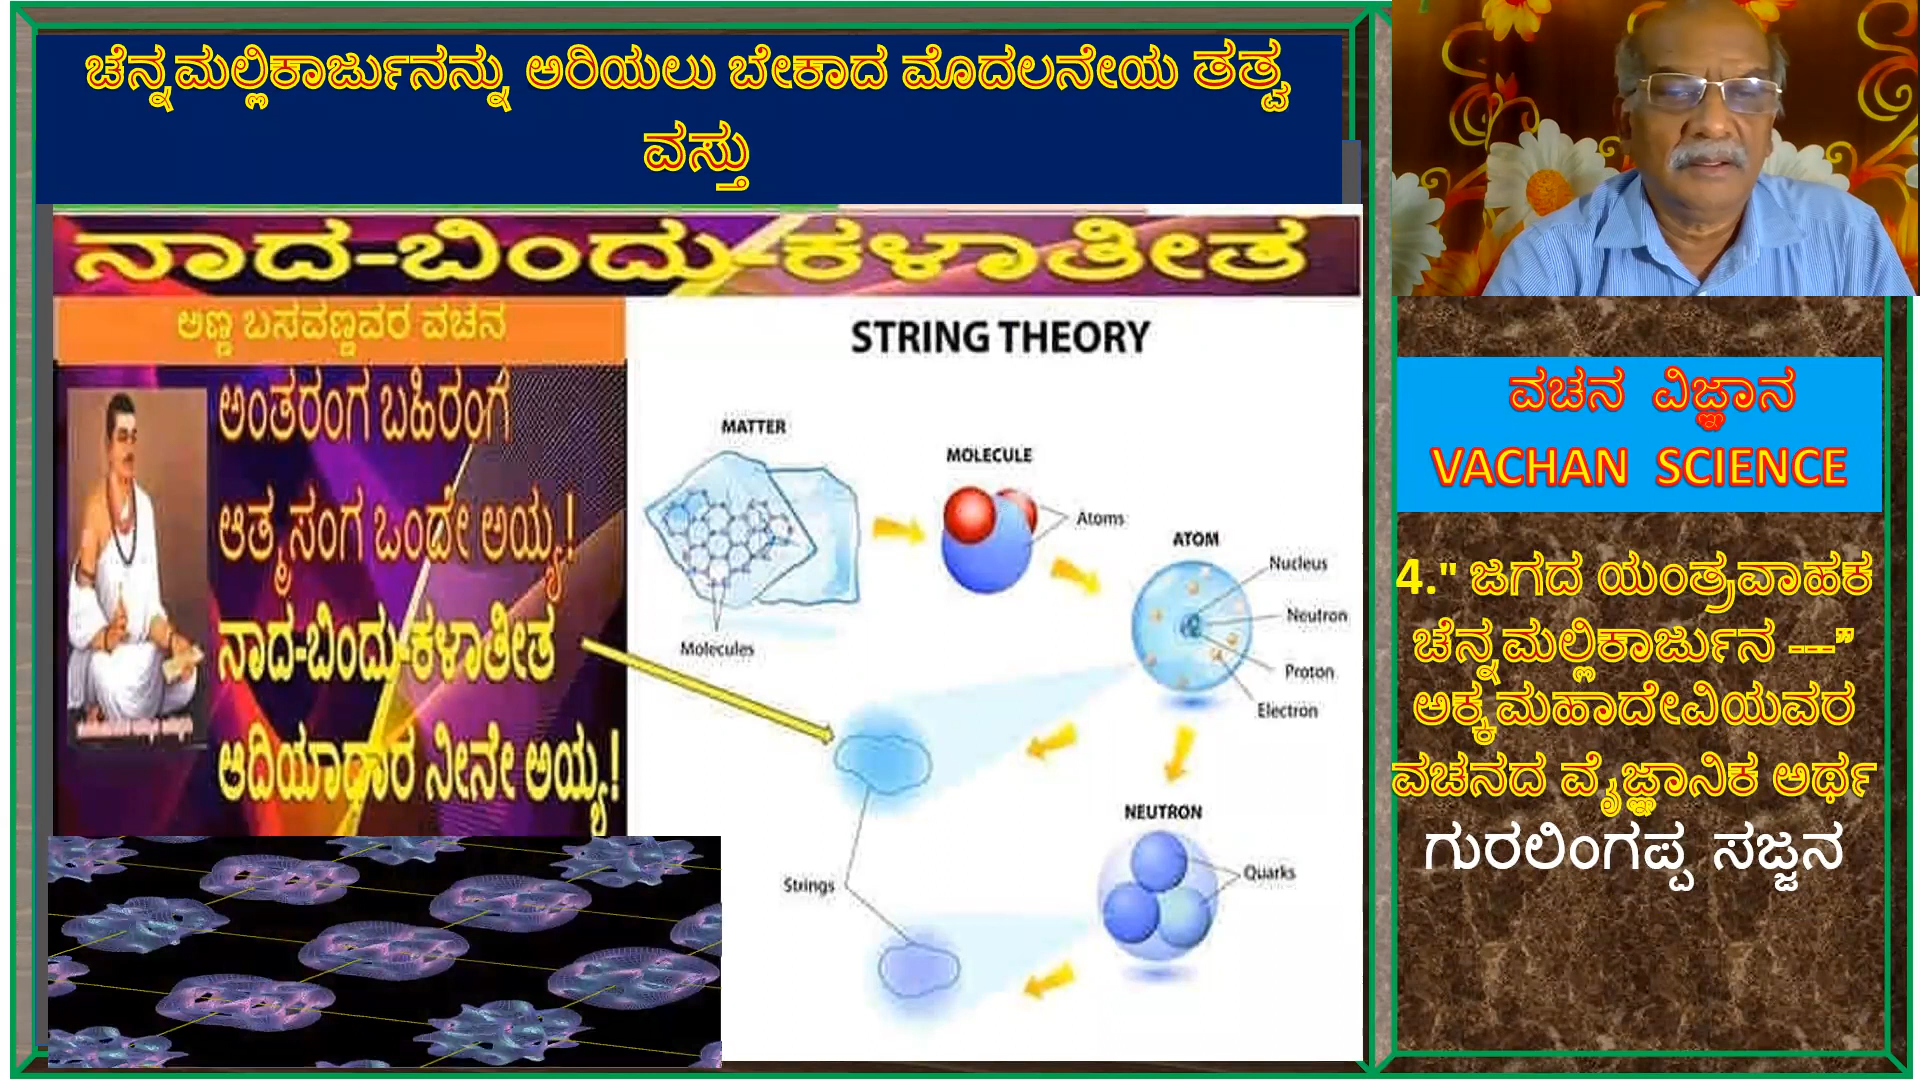 ಚೆನ್ನಮಲ್ಲಿಕಾರ್ಜುನನ್ನು ಅರಿಯಲು ಬೇಕಾದ ಮೊದಲನೇಯ ತತ್ವ
ವಸ್ತು
ನಾದ-ಬಿಂದು-ಕಳಾತೀತ
ಅಣ್ಣ ಬಸವಣ್ಣವರ ವಚನ
ಅಂತರಂಗ ಬಹಿರಂಗ
ಆತ್ಮಸಂಗ ಒಂದೇ ಅಯ್ಯ!
ನಾದ-ಬಿಂದು-ಕಳಾತೀತ
ಆದಿಯಾಧಾರ ನೀನೇ ಅಯ್ಯ!
STRING THEORY
MATTER
Molecules
MOLECULE
Atoms
ATOM
Nucleus
Neutron
Proton
Electron
NEUTRON
Quarks
Strings
ವಚನ ವಿಜ್ಞಾನ
VACHAN SCIENCE
4." ಜಗದ ಯಂತ್ರವಾಹಕ
ಚೆನ್ನಮಲ್ಲಿಕಾರ್ಜುನ ---”
ಅಕ್ಕಮಹಾದೇವಿಯವರ
ವಚನದ ವೈಜ್ಞಾನಿಕ ಅರ್ಥ
ಗುರಲಿಂಗಪ್ಪ ಸಜ್ಜನ